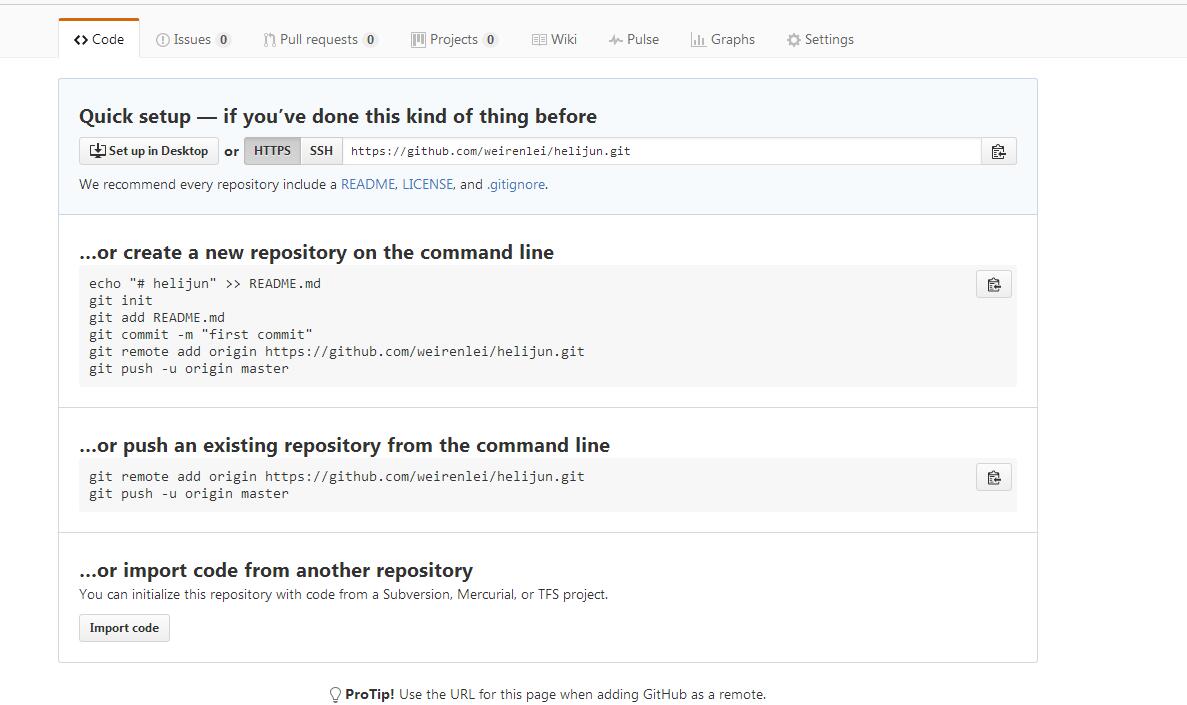 Code Issues 0 Pull requests 0 Projects 0 Wiki Pulse Graphs Settings
Quick setup — if you’ve done this kind of thing before
Set up in Desktop or HTTPS SSH https://github.com/weirenlei/helijun.git
We recommend every repository include a README, LICENSE, and .gitignore.
…or create a new repository on the command line
echo "# helijun" >> README.md
git init
git add README.md
git commit -m "first commit"
git remote add origin https://github.com/weirenlei/helijun.git
git push -u origin master
…or push an existing repository from the command line
git remote add origin https://github.com/weirenlei/helijun.git
git push -u origin master
…or import code from another repository
You can initialize this repository with code from a Subversion, Mercurial, or TFS project.
Import code
ProTip! Use the URL for this page when adding GitHub as a remote.